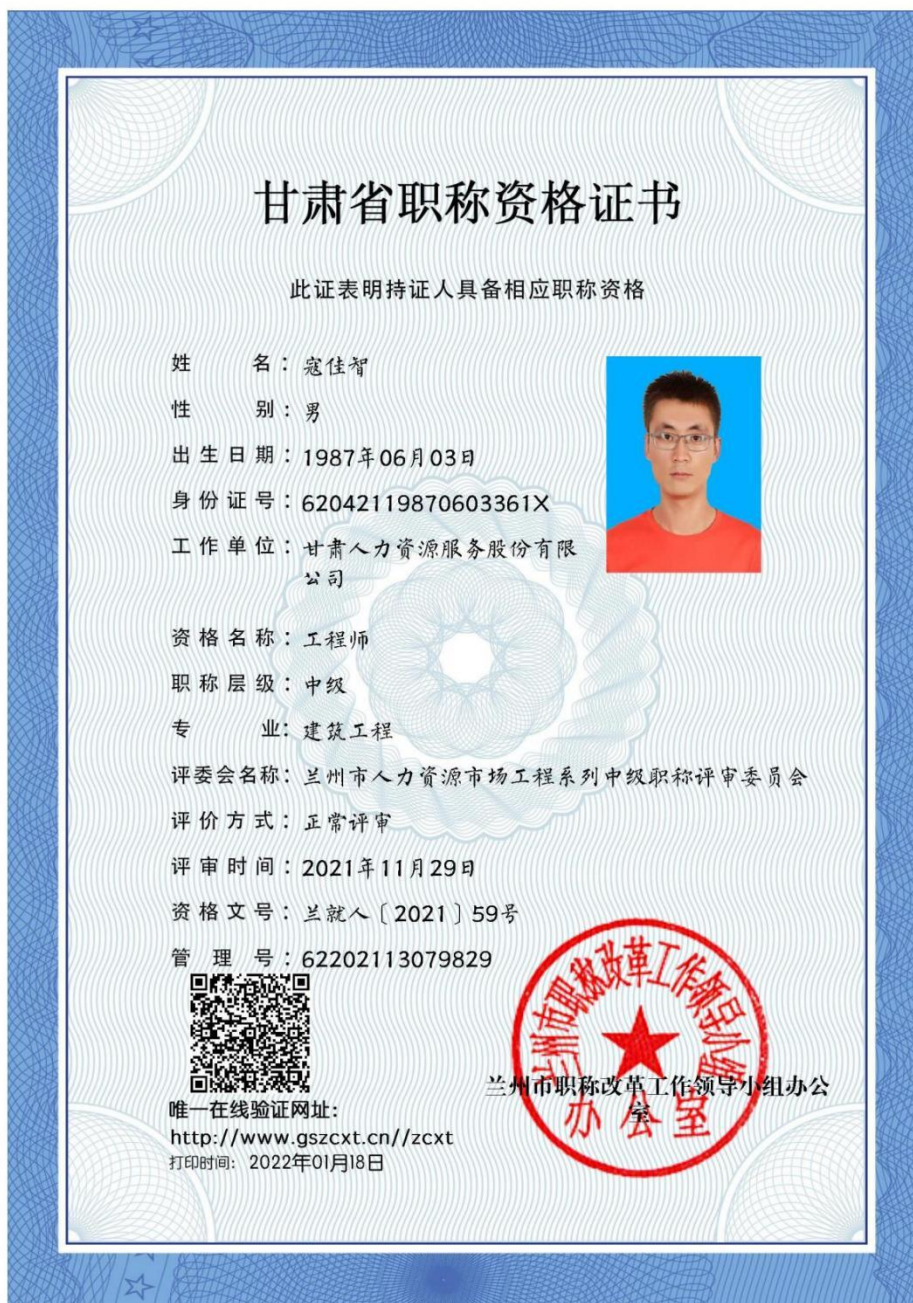 甘肃省职称资格证书
此证表明持证人具备相应职称资格
姓 名：寇佳智
性 别：男
出生日期：1987年06月03日
身份证号：62042119870603361X
工作单位：甘肃人力资源服务股份有限
公司
资格名称：工程师
职称层级：中级
专 业：建筑工程
评委会名称：兰州市人力资源市场工程系列中级职称评审委员会
评价方式：正常评审
评审时间：2021年11月29日
资格文号：兰就人〔2021〕59号
管 理 号：62202113079829
兰州市职称改革工作领导小组
办公室
兰州市职称改革工作领导小组办公
室
唯一在线验证网址：
http://www.gszcxt.cn//zcxt
打印时间：2022年01月18日